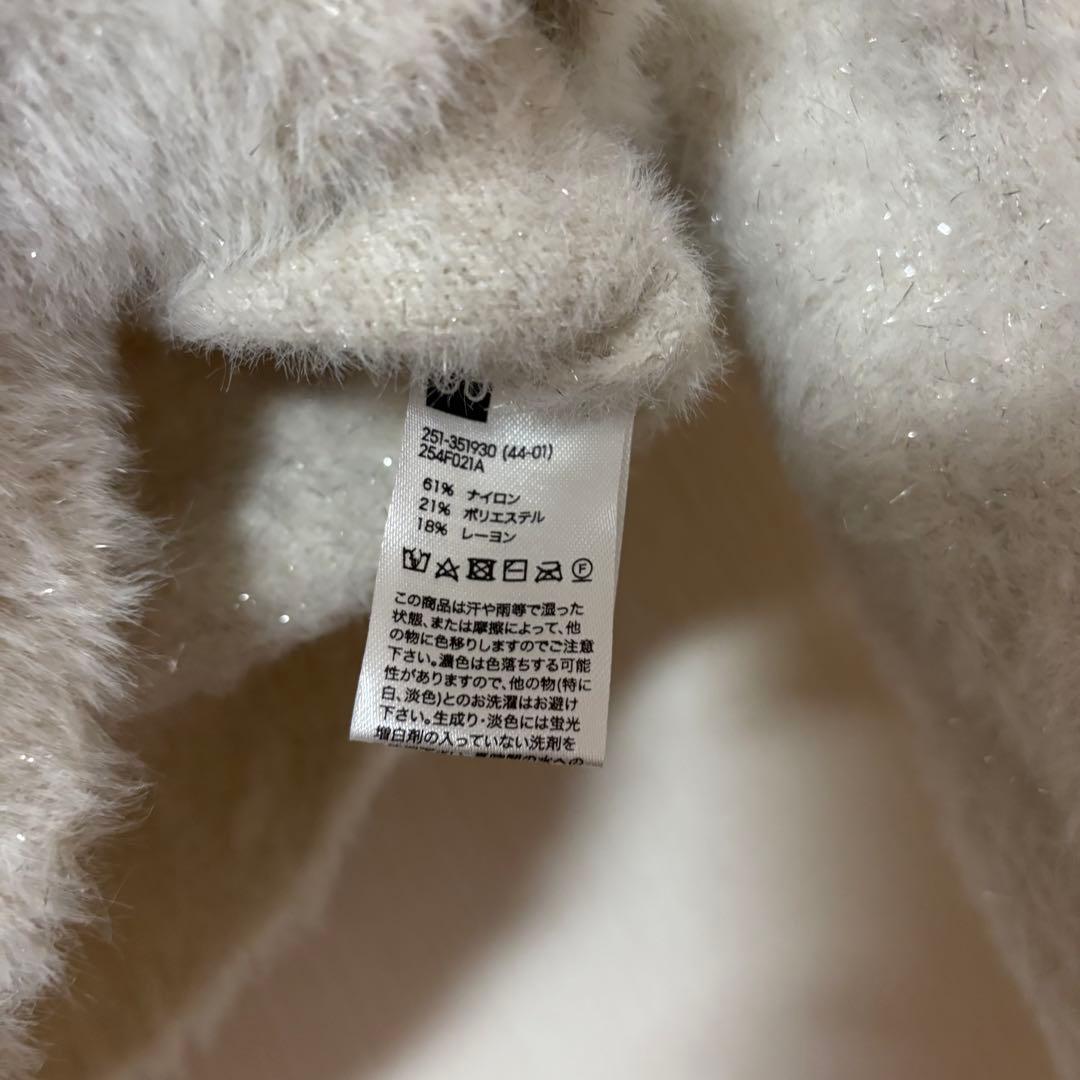 251-351930 (44-01)
254F021A
61% ナイロン
21% ポリエステル
18% レーヨン
F
この商品は汗や雨等で湿った
状態、または摩擦によって、他
の物に色移りしますのでご注意
下さい。濃色は色落ちする可能
性がありますので、他の物(特に
白、淡色)とのお洗濯はお避け
下さい。生成り・淡色には蛍光
増白剤の入っていない洗剤を